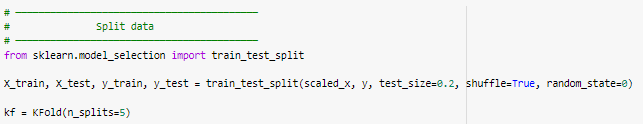 # ─────────────────────────────────
#             Split data
# ─────────────────────────────────
from sklearn.model_selection import train_test_split
X_train, X_test, y_train, y_test = train_test_split(scaled_x, y, test_size=0.2, shuffle=True, random_state=0)
kf = KFold(n_splits=5)